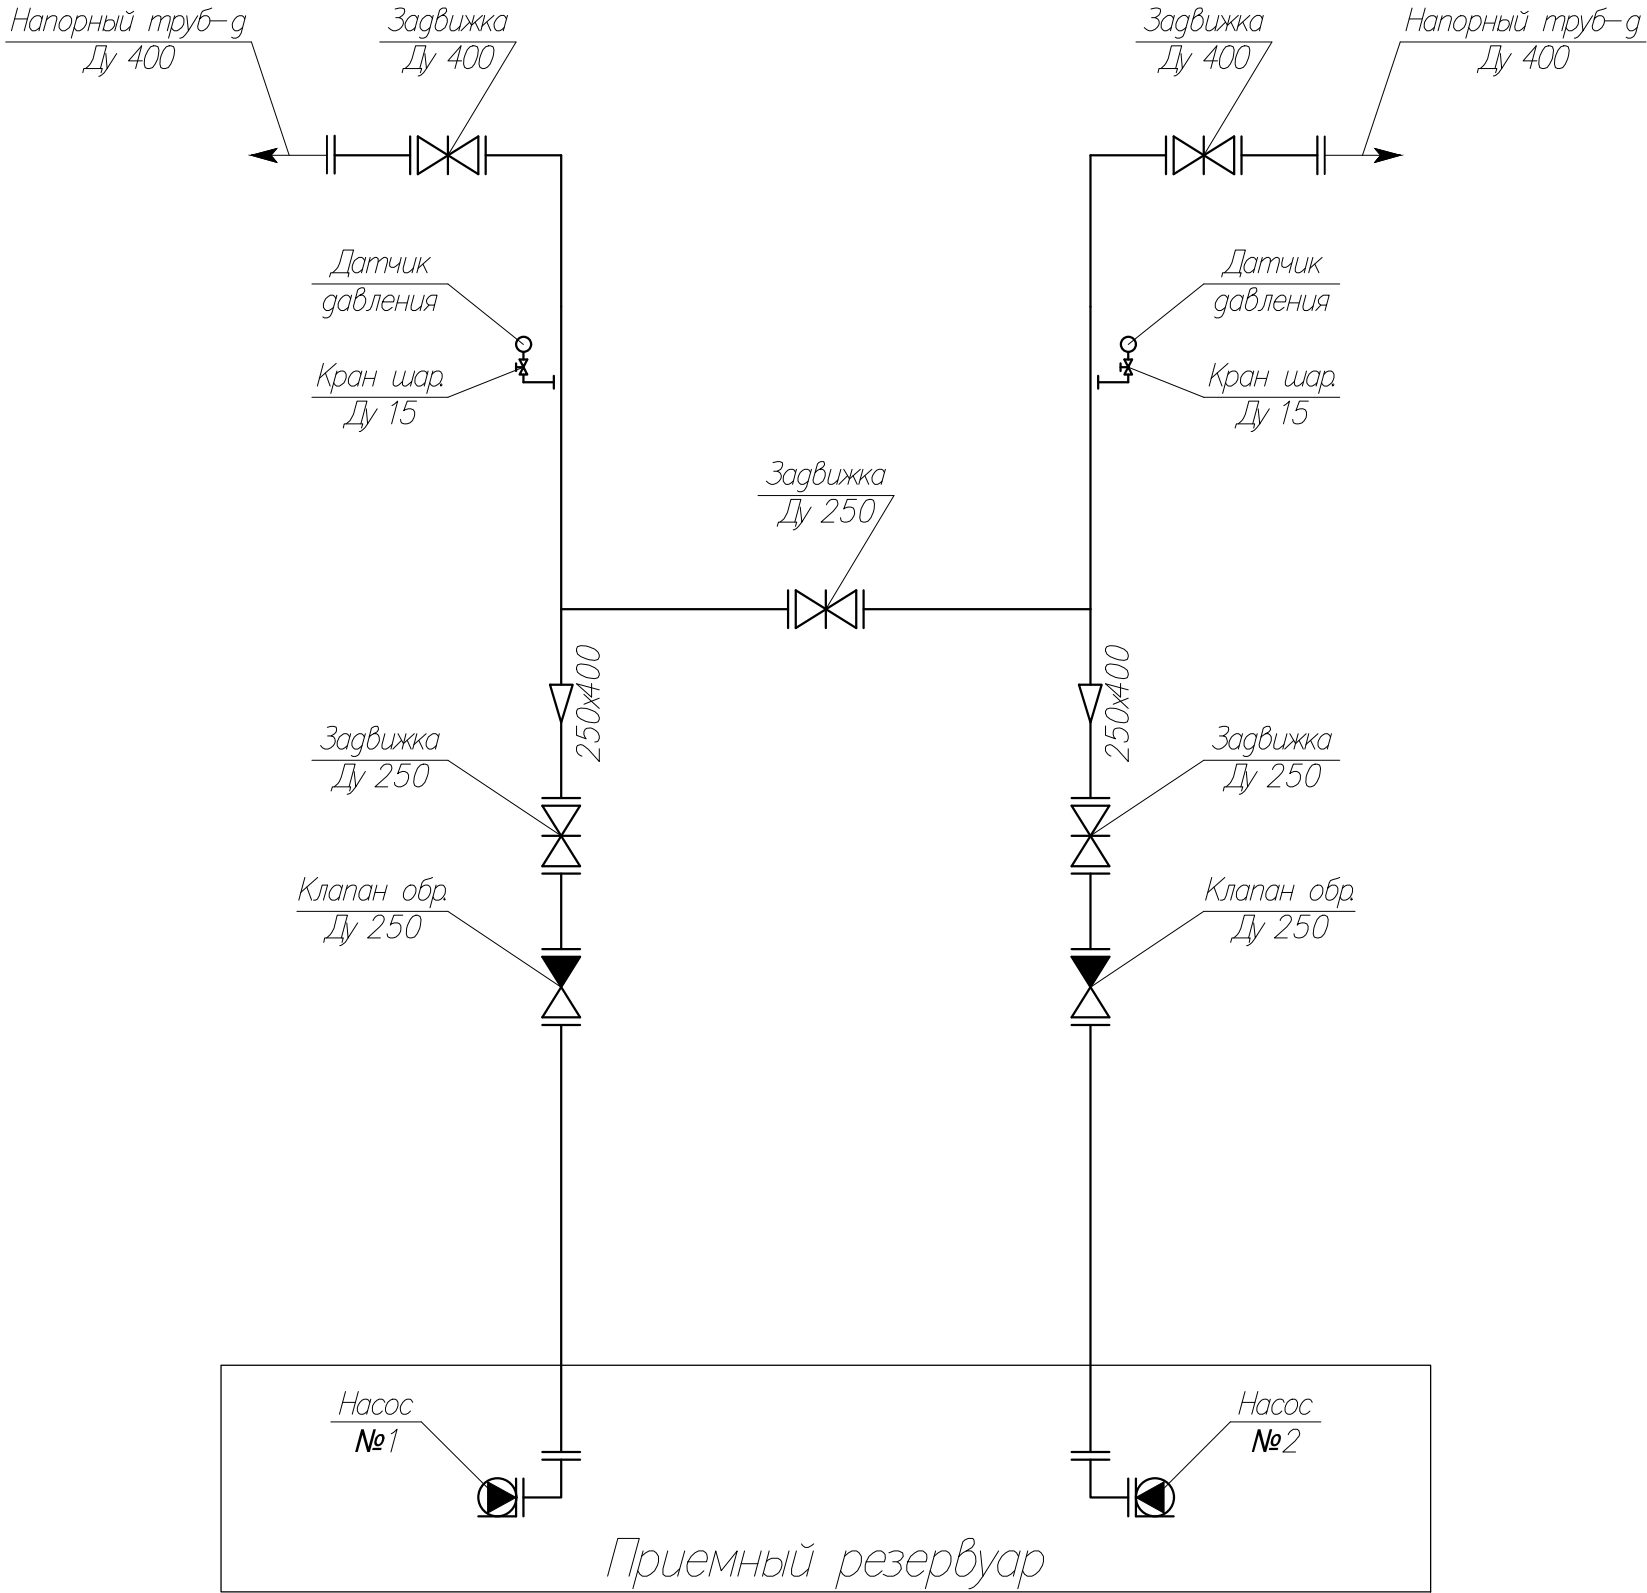 Напорный труб-д
Ду 400
Задвижка
Ду 400
Задвижка
Ду 400
Напорный труб-д
Ду 400
Датчик
давления
Датчик
давления
Кран шар.
Ду 15
Кран шар.
Ду 15
Задвижка
Ду 250
250х400
250х400
Задвижка
Ду 250
Задвижка
Ду 250
Клапан обр.
Ду 250
Клапан обр.
Ду 250
Насос
№1
Насос
№2
Приемный резервуар